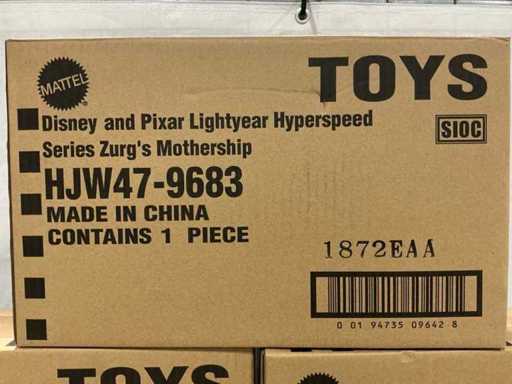 MATTEL
TOYS
Disney and Pixar Lightyear Hyperspeed
Series Zurg's Mothership
SIOC
HJW47-9683
MADE IN CHINA
CONTAINS 1 PIECE
1872EAA
0 01 94735 09642 8
TOYS
TOYS